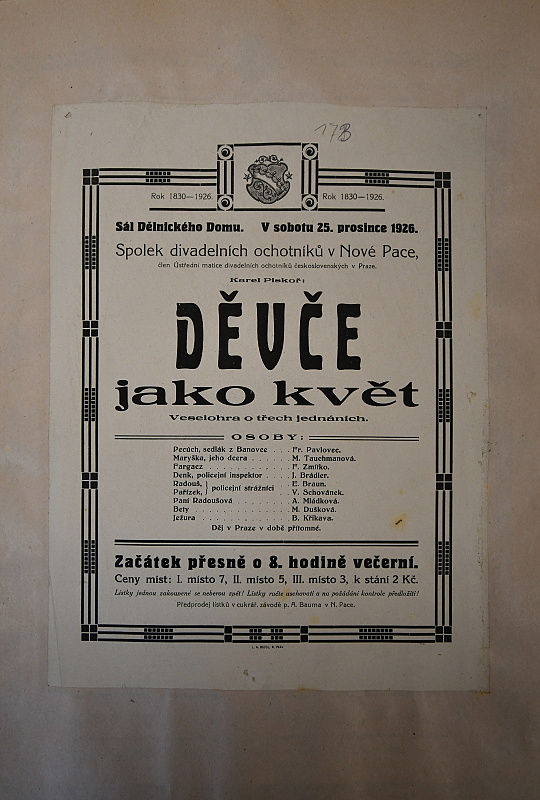 17B
Rok 1830—1926. Rok 1830—1926.
Sál Dělnického Domu. V sobotu 25. prosince 1926.
Spolek divadelních ochotníků v Nové Pace,
člen Ústřední matice divadelních ochotníků československých v Praze.
Karel Piskoř:
DĚVČE
jako květ
Veselohra o třech jednáních.
OSOBY:
Pecúch, sedlák z Banovee . . . Fr. Pavlovec.
Maryška, jeho dcera . . . . . M. Tauchmanová.
Fargacz . . . . . . . . . F. Zmítko.
Denk, policejní inspektor . . . J. Brádler.
Radouš, } policejní strážníci E. Braun.
Pařízek, V. Schovánek.
Paní Radoušová . . . . . . A. Mládková.
Bety . . . . . . . . . . M. Dušková.
Ježura . . . . . . . . . B. Křikava.
Děj v Praze v době přítomné.
Začátek přesně o 8. hodině večerní.
Ceny míst: I. místo 7, II. místo 5, III. místo 3, k stání 2 Kč.
Lístky jednou zakoupené se neberou zpět! Lístky račte uschovati a na požádání kontrole předložiti!
Předprodej lístků v cukrář. závodě p. A. Bauma v N. Pace.